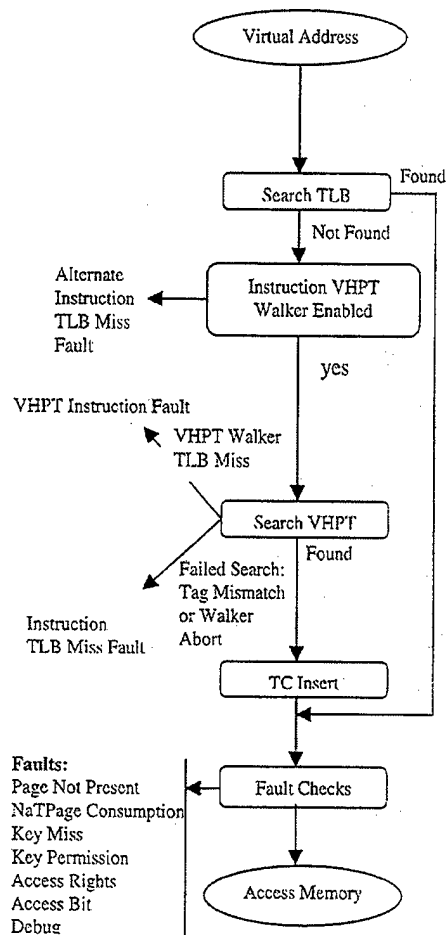 Virtual Address
Found
Search TLB
Not Found
Alternate
Instruction
TLB Miss
Fault
Instruction VHPT
Walker Enabled
yes
VHPT Instruction Fault
VHPT Walker
TLB Miss
Search VHPT
Found
Failed Search:
Tag Mismatch
or Walker
Abort
Instruction
TLB Miss Fault
TC Insert
Faults:
Page Not Present
NaTPage Consumption
Key Miss
Key Permission
Access Rights
Access Bit
Debug
Fault Checks
Access Memory